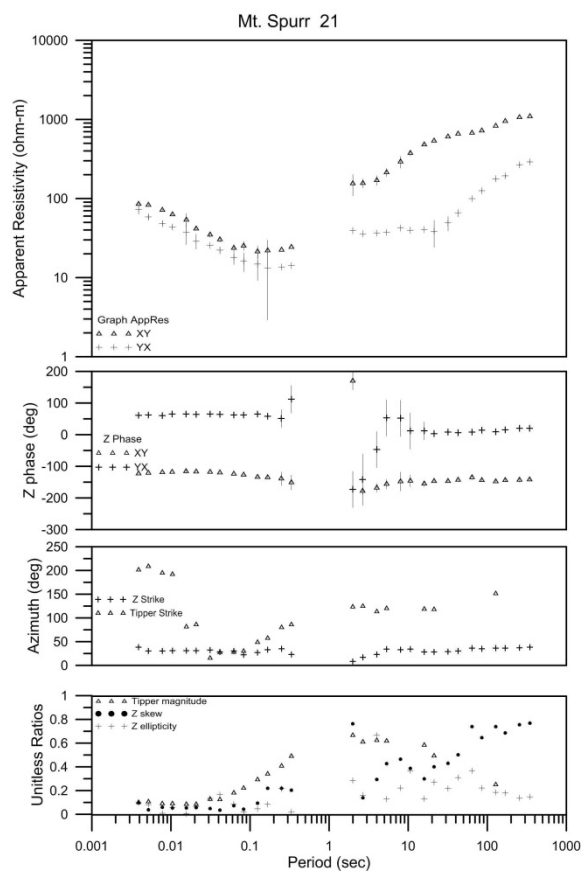 Mt. Spurr 21
10000
1000
100
10
1
Apparent Resistivity (ohm-m)
Graph AppRes
XY
YX
200
100
0
-100
-200
-300
Z phase (deg)
Z Phase
XY
YX
250
200
150
100
50
0
Azimuth (deg)
Z Strike
Tipper Strike
1
0.8
0.6
0.4
0.2
0
Unitless Ratios
Tipper magnitude
Z skew
Z ellipticity
0.001 0.01 0.1 1 10 100 1000
Period (sec)